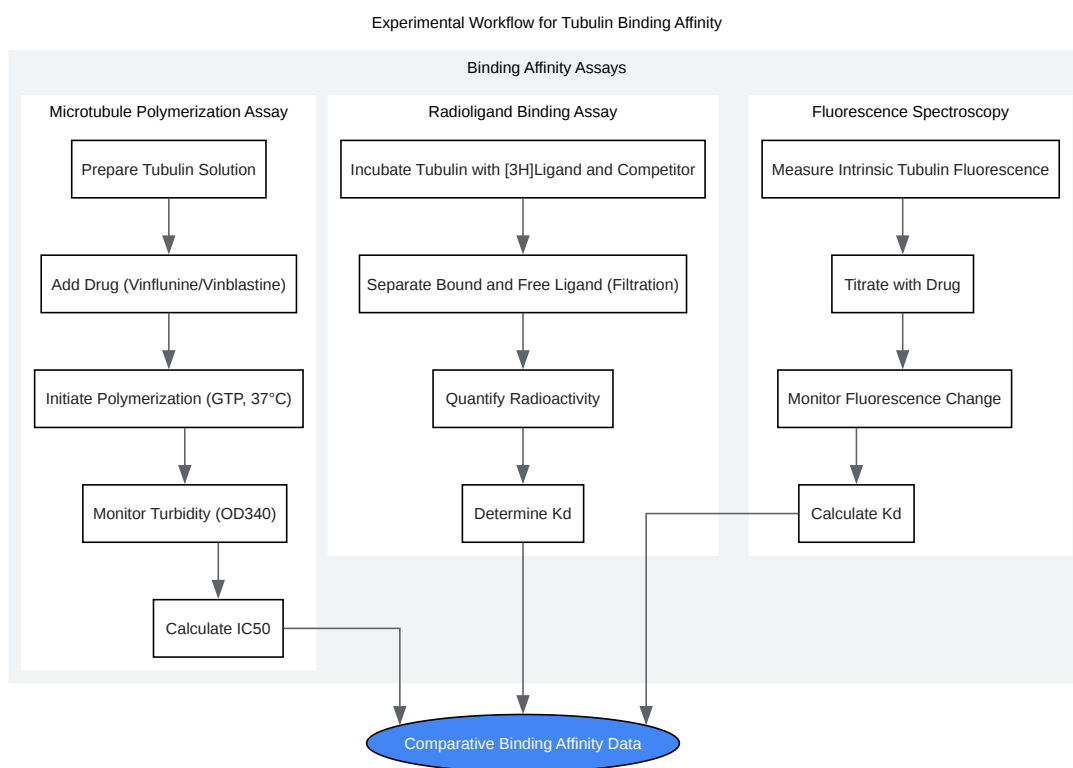 Experimental Workflow for Tubulin Binding Affinity
Binding Affinity Assays
Microtubule Polymerization Assay
Prepare Tubulin Solution
Add Drug (Vinflunine/Vinblastine)
Initiate Polymerization (GTP, 37°C)
Monitor Turbidity (OD340)
Calculate IC50
Radioligand Binding Assay
Incubate Tubulin with [3H]Ligand and Competitor
Separate Bound and Free Ligand (Filtration)
Quantify Radioactivity
Determine Kd
Fluorescence Spectroscopy
Measure Intrinsic Tubulin Fluorescence
Titrate with Drug
Monitor Fluorescence Change
Calculate Kd
Comparative Binding Affinity Data